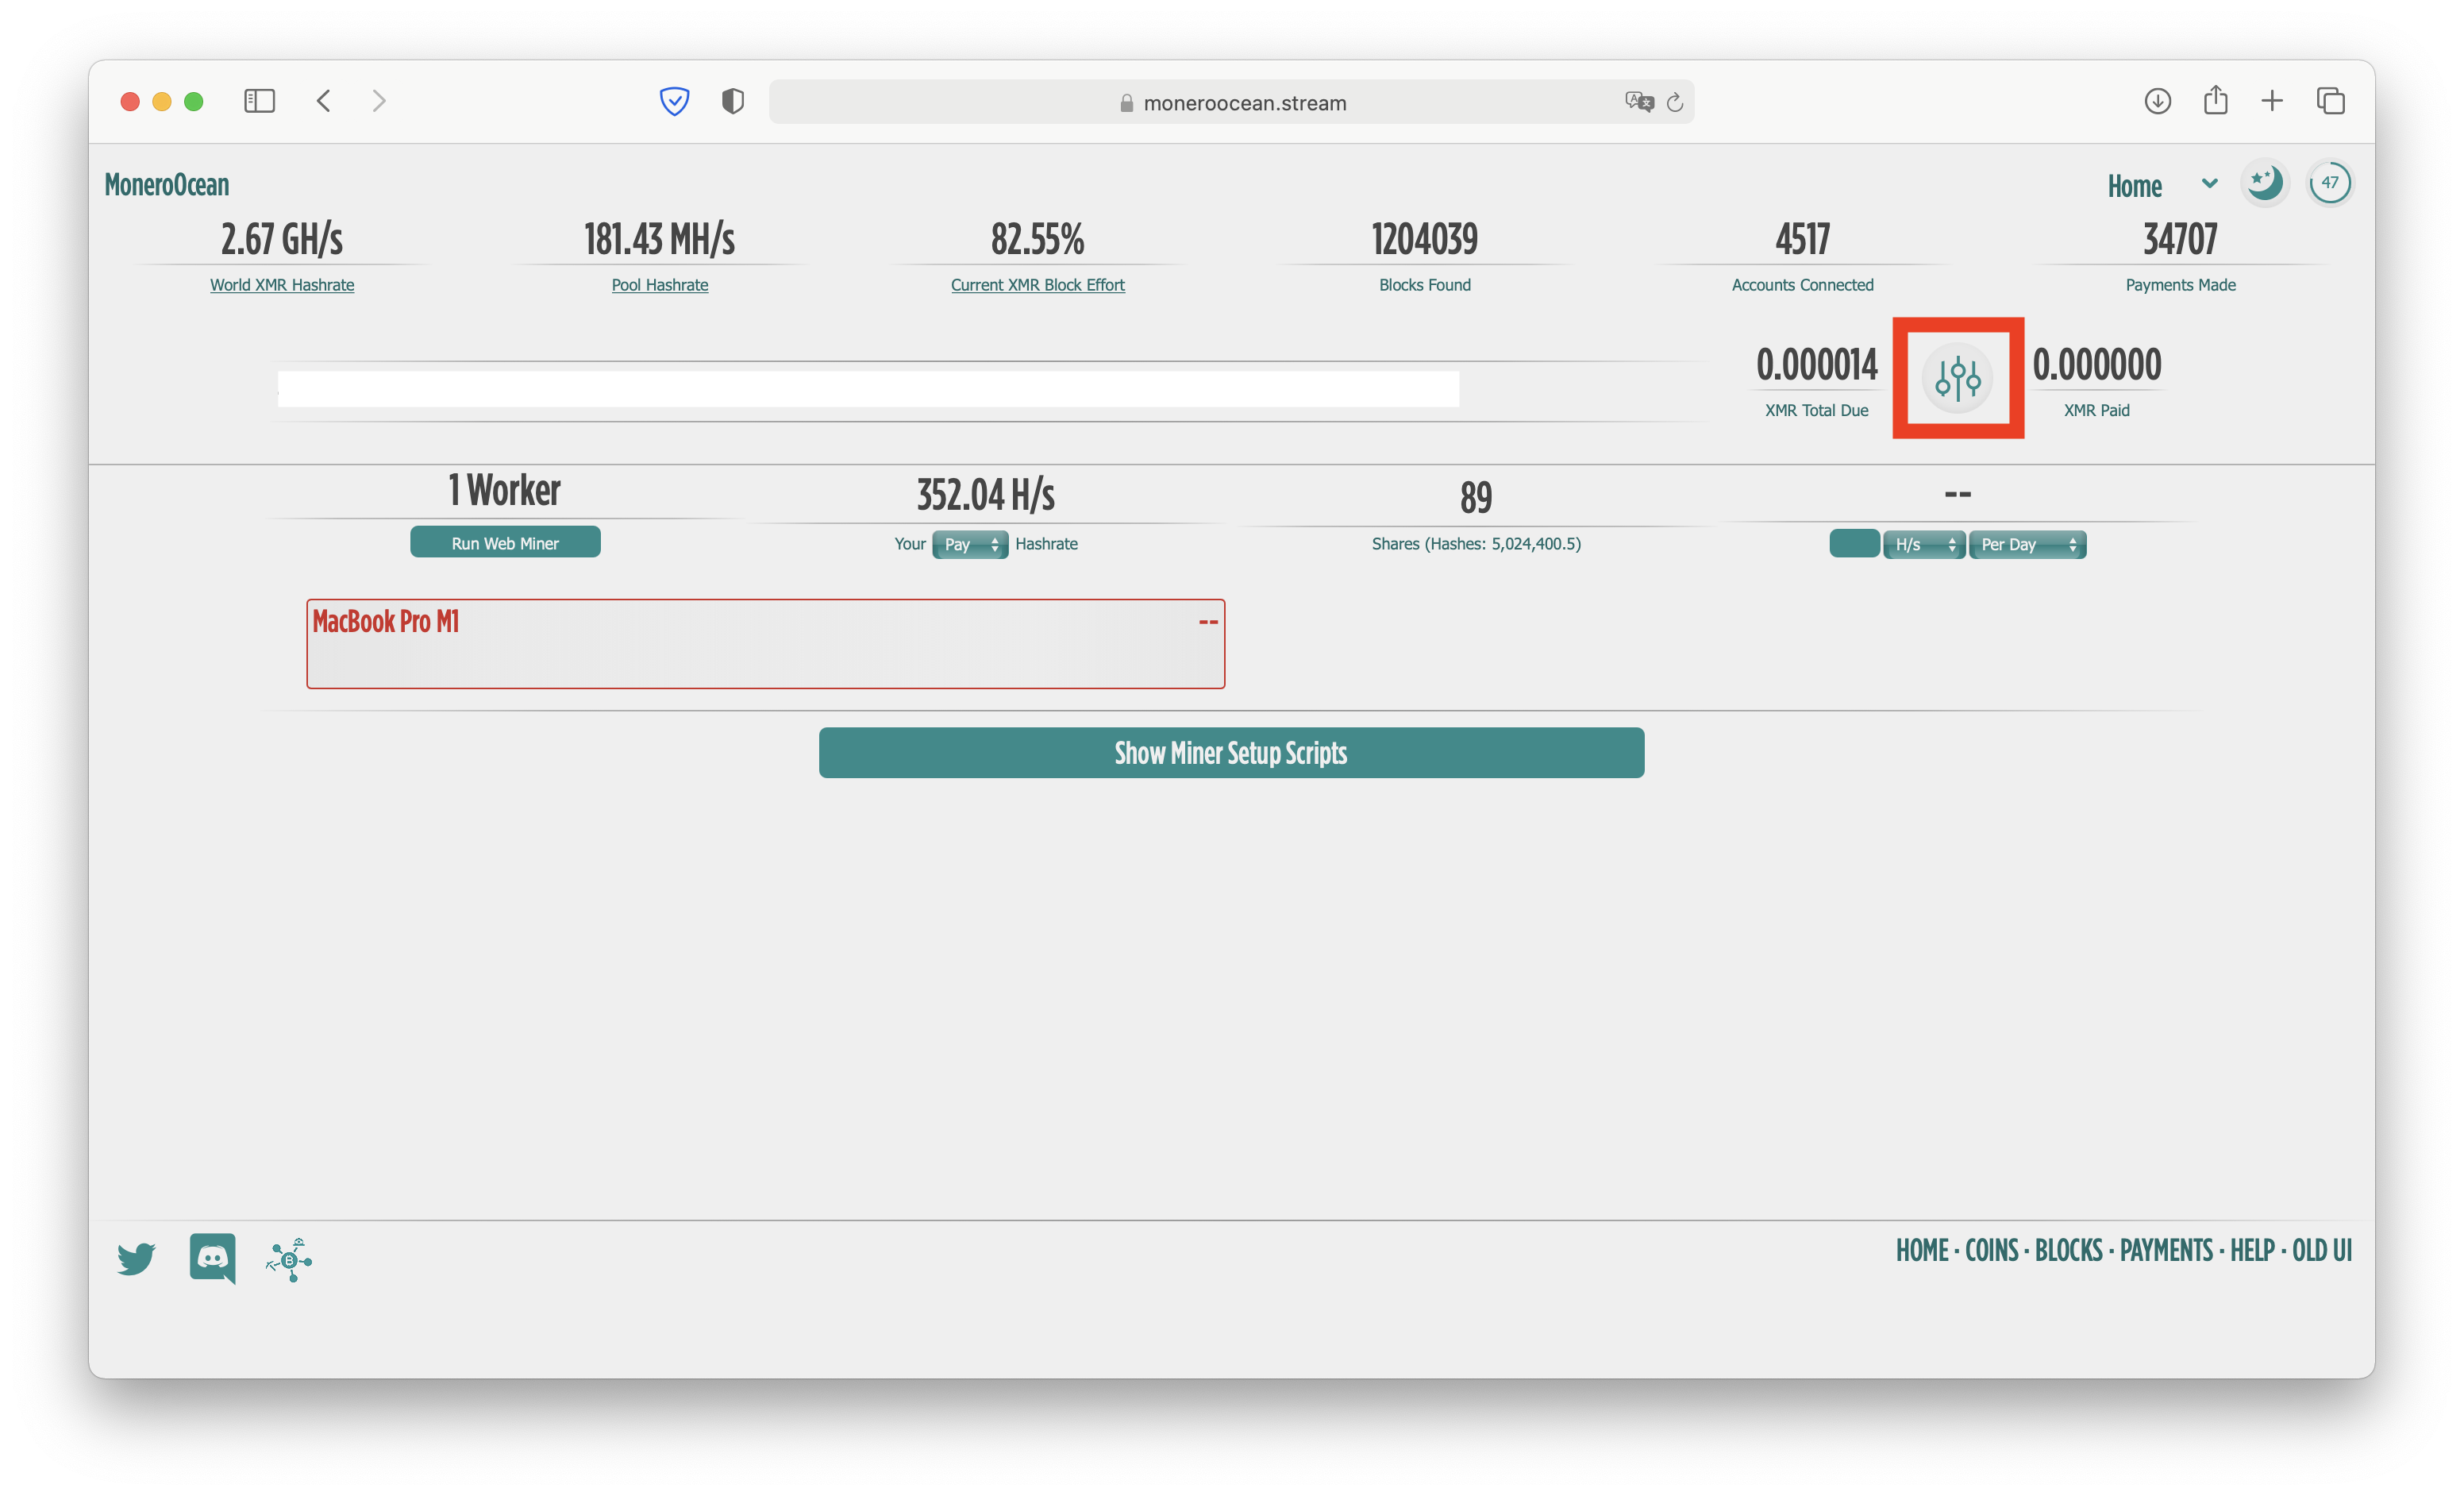 moneroocean.stream
MoneroOcean
Home
47
2.67 GH/s
World XMR Hashrate
181.43 MH/s
Pool Hashrate
82.55%
Current XMR Block Effort
1204039
Blocks Found
4517
Accounts Connected
34707
Payments Made
0.000014
XMR Total Due
0.000000
XMR Paid
1 Worker
Run Web Miner
352.04 H/s
Your Pay Hashrate
89
Shares (Hashes: 5,024,400.5)
--
H/s Per Day
MacBook Pro M1 --
Show Miner Setup Scripts
HOME · COINS · BLOCKS · PAYMENTS · HELP · OLD UI